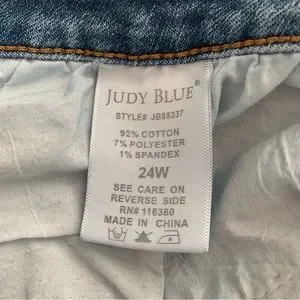 JUDY BLUE®
STYLE# JB88337
92% COTTON
7% POLYESTER
1% SPANDEX
24W
SEE CARE ON
REVERSE SIDE
RN# 116380
MADE IN CHINA